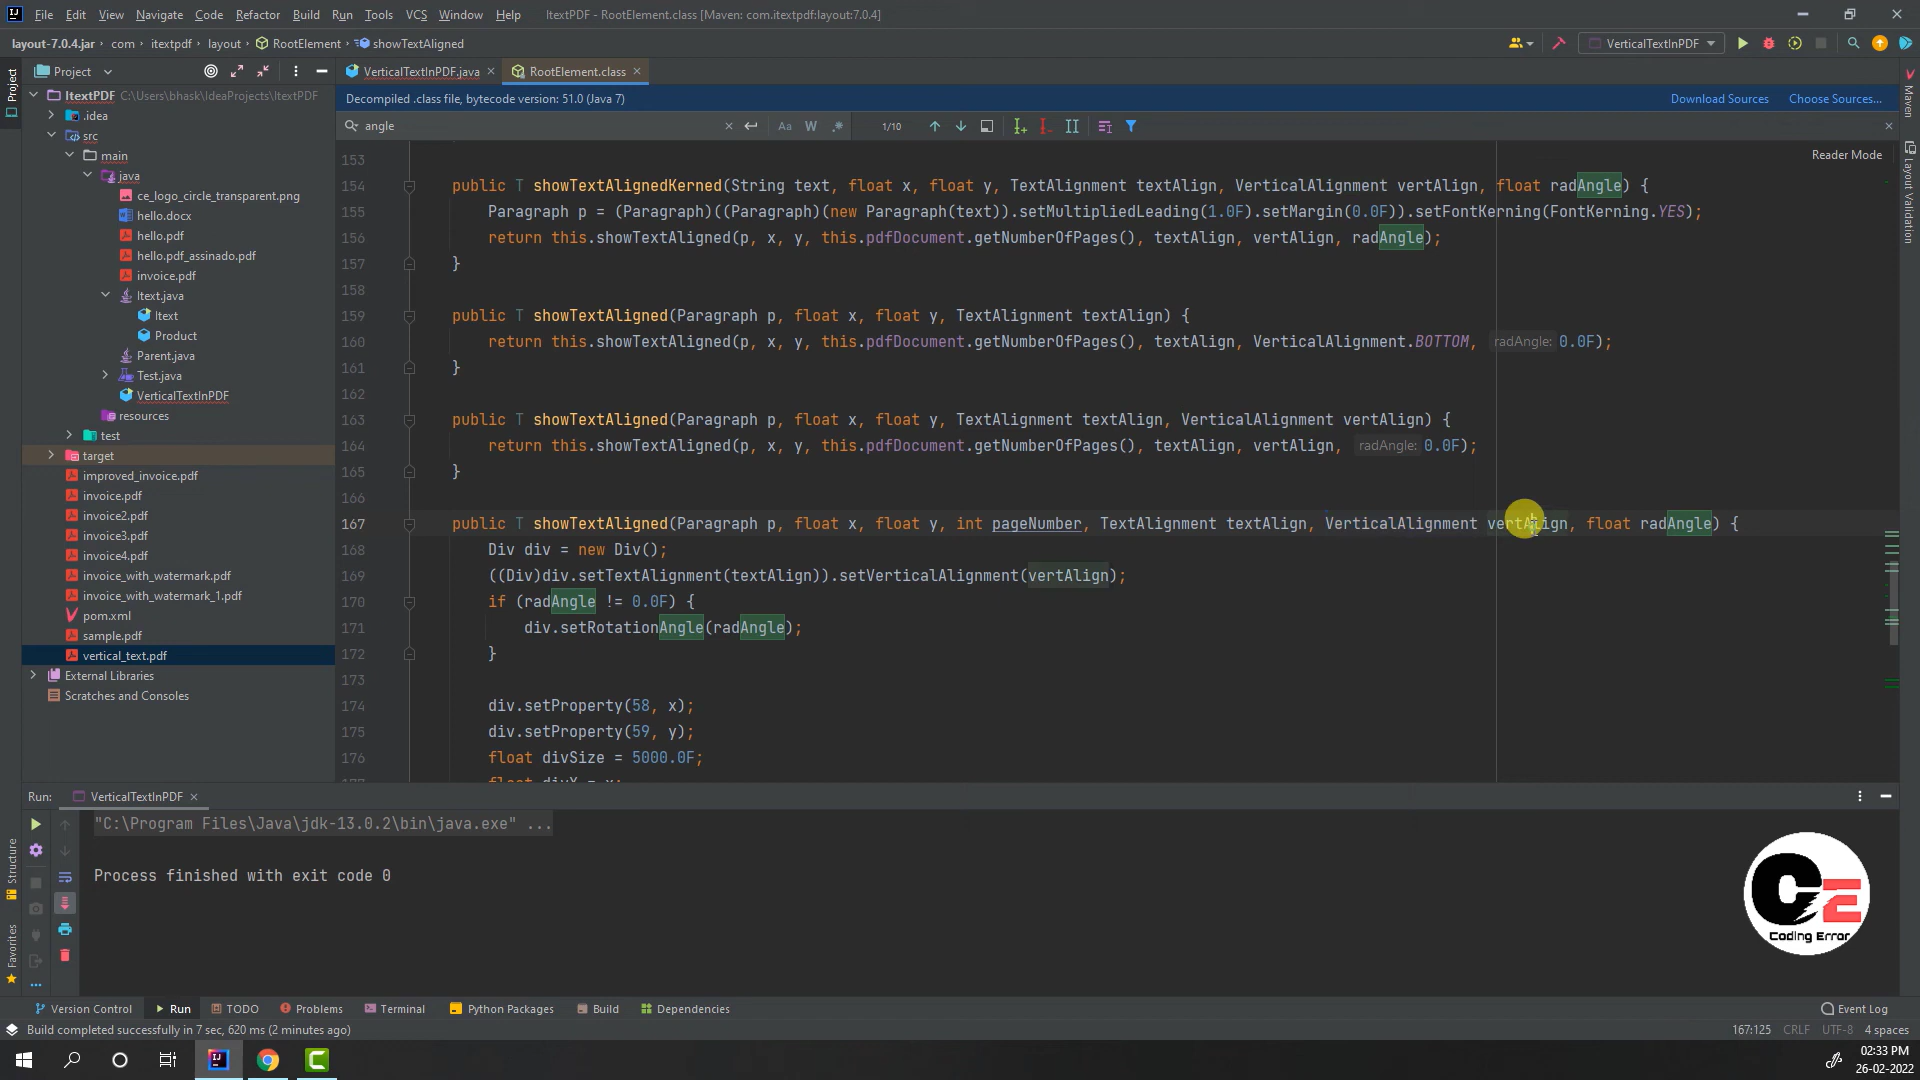 File Edit View Navigate Code Refactor Build Run Tools VCS Window Help ItextPDF - RootElement.class [Maven: com.itextpdf:layout:7.0.4]
layout-7.0.4.jar com itextpdf layout RootElement showTextAligned VerticalTextInPDF
Project
VerticalTextInPDF.java
RootElement.class
ItextPDF C:\Users\bhask\IdeaProjects\ItextPDF
.idea
src
main
java
ce_logo_circle_transparent.png
hello.docx
hello.pdf
hello.pdf_assinado.pdf
invoice.pdf
Itext.java
Itext
Product
Parent.java
Test.java
VerticalTextInPDF
resources
test
target
improved_invoice.pdf
invoice.pdf
invoice2.pdf
invoice3.pdf
invoice4.pdf
invoice_with_watermark.pdf
invoice_with_watermark_1.pdf
pom.xml
sample.pdf
vertical_text.pdf
External Libraries
Scratches and Consoles
Decompiled .class file, bytecode version: 51.0 (Java 7) Download Sources Choose Sources...
angle Aa W .* 1/10
Reader Mode
153
154 public T showTextAlignedKerned(String text, float x, float y, TextAlignment textAlign, VerticalAlignment vertAlign, float radAngle) {
155 Paragraph p = (Paragraph)((Paragraph)(new Paragraph(text)).setMultipliedLeading(1.0F).setMargin(0.0F)).setFontKerning(FontKerning.YES);
156 return this.showTextAligned(p, x, y, this.pdfDocument.getNumberOfPages(), textAlign, vertAlign, radAngle);
157 }
158
159 public T showTextAligned(Paragraph p, float x, float y, TextAlignment textAlign) {
160 return this.showTextAligned(p, x, y, this.pdfDocument.getNumberOfPages(), textAlign, VerticalAlignment.BOTTOM, radAngle: 0.0F);
161 }
162
163 public T showTextAligned(Paragraph p, float x, float y, TextAlignment textAlign, VerticalAlignment vertAlign) {
164 return this.showTextAligned(p, x, y, this.pdfDocument.getNumberOfPages(), textAlign, vertAlign, radAngle: 0.0F);
165 }
166
167 public T showTextAligned(Paragraph p, float x, float y, int pageNumber, TextAlignment textAlign, VerticalAlignment vertAlign, float radAngle) {
168 Div div = new Div();
169 ((Div)div.setTextAlignment(textAlign)).setVerticalAlignment(vertAlign);
170 if (radAngle != 0.0F) {
171 div.setRotationAngle(radAngle);
172 }
173
174 div.setProperty(58, x);
175 div.setProperty(59, y);
176 float divSize = 5000.0F;
177 float divX = x;
Project
Structure
Favorites
Maven
Layout Validation
Run: VerticalTextInPDF
"C:\Program Files\Java\jdk-13.0.2\bin\java.exe" ...
Process finished with exit code 0
CE
Coding Error
Version Control Run TODO Problems Terminal Python Packages Build Dependencies Event Log
Build completed successfully in 7 sec, 620 ms (2 minutes ago) 167:125 CRLF UTF-8 4 spaces
02:33 PM
26-02-2022